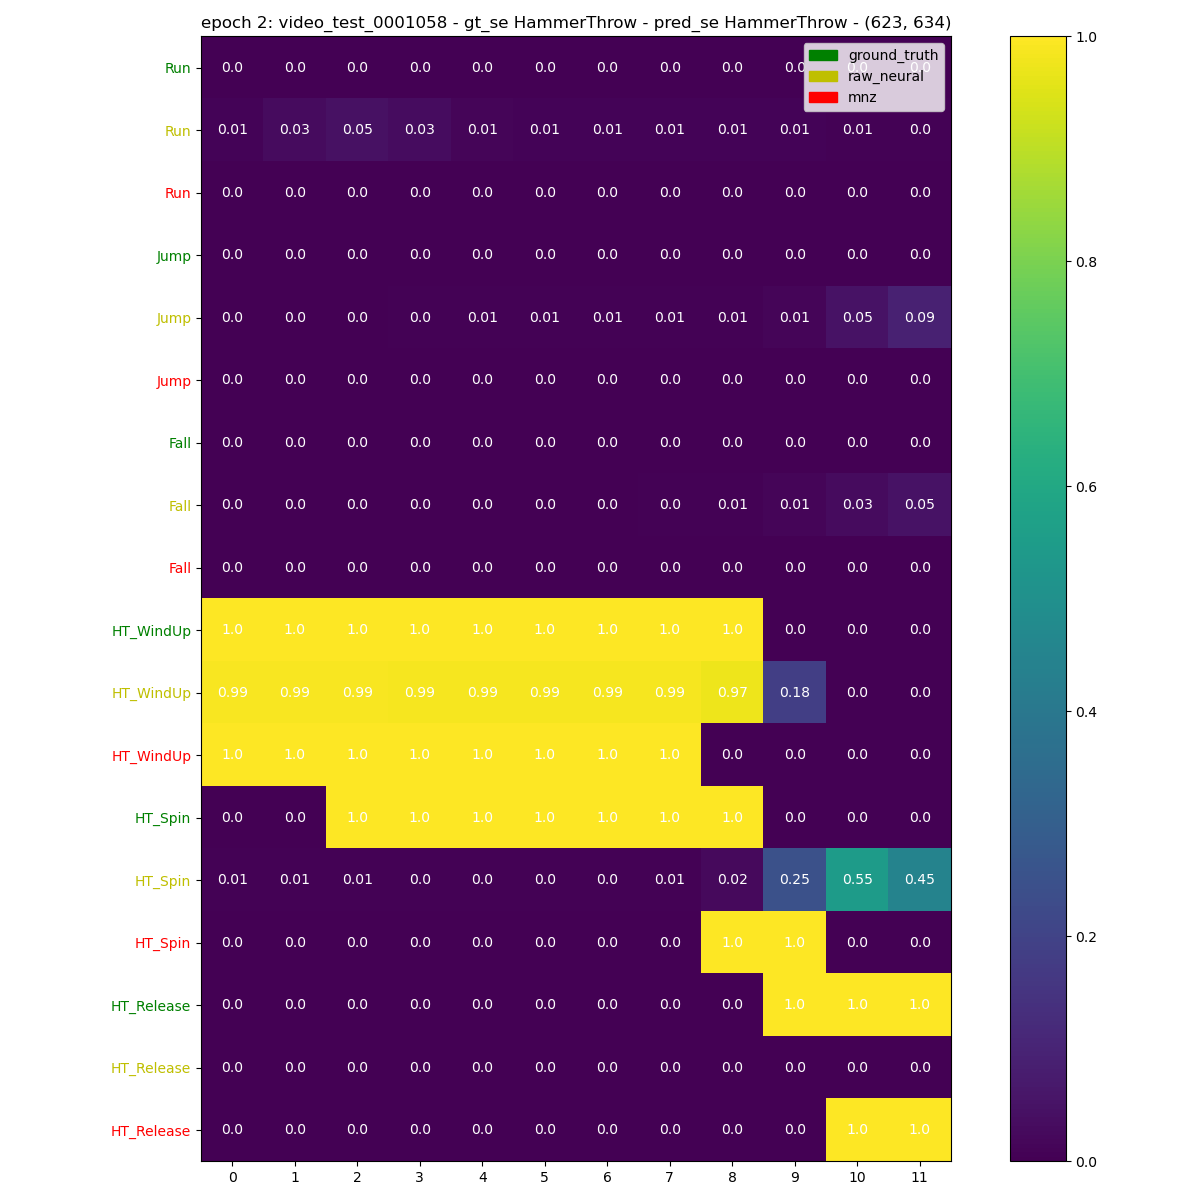 epoch 2: video_test_0001058 - gt_se HammerThrow - pred_se HammerThrow - (623, 634)
ground_truth
raw_neural
mnz
Run 0.0 0.0 0.0 0.0 0.0 0.0 0.0 0.0 0.0 0.0 0.0 0.0
Run 0.01 0.03 0.05 0.03 0.01 0.01 0.01 0.01 0.01 0.01 0.01 0.0
Run 0.0 0.0 0.0 0.0 0.0 0.0 0.0 0.0 0.0 0.0 0.0 0.0
Jump 0.0 0.0 0.0 0.0 0.0 0.0 0.0 0.0 0.0 0.0 0.0 0.0
Jump 0.0 0.0 0.0 0.0 0.01 0.01 0.01 0.01 0.01 0.01 0.05 0.09
Jump 0.0 0.0 0.0 0.0 0.0 0.0 0.0 0.0 0.0 0.0 0.0 0.0
Fall 0.0 0.0 0.0 0.0 0.0 0.0 0.0 0.0 0.0 0.0 0.0 0.0
Fall 0.0 0.0 0.0 0.0 0.0 0.0 0.0 0.0 0.01 0.01 0.03 0.05
Fall 0.0 0.0 0.0 0.0 0.0 0.0 0.0 0.0 0.0 0.0 0.0 0.0
HT_WindUp 1.0 1.0 1.0 1.0 1.0 1.0 1.0 1.0 1.0 0.0 0.0 0.0
HT_WindUp 0.99 0.99 0.99 0.99 0.99 0.99 0.99 0.99 0.97 0.18 0.0 0.0
HT_WindUp 1.0 1.0 1.0 1.0 1.0 1.0 1.0 1.0 0.0 0.0 0.0 0.0
HT_Spin 0.0 0.0 1.0 1.0 1.0 1.0 1.0 1.0 1.0 0.0 0.0 0.0
HT_Spin 0.01 0.01 0.01 0.0 0.0 0.0 0.0 0.01 0.02 0.25 0.55 0.45
HT_Spin 0.0 0.0 0.0 0.0 0.0 0.0 0.0 0.0 1.0 1.0 0.0 0.0
HT_Release 0.0 0.0 0.0 0.0 0.0 0.0 0.0 0.0 0.0 1.0 1.0 1.0
HT_Release 0.0 0.0 0.0 0.0 0.0 0.0 0.0 0.0 0.0 0.0 0.0 0.0
HT_Release 0.0 0.0 0.0 0.0 0.0 0.0 0.0 0.0 0.0 0.0 1.0 1.0
0 1 2 3 4 5 6 7 8 9 10 11
1.0
0.8
0.6
0.4
0.2
0.0